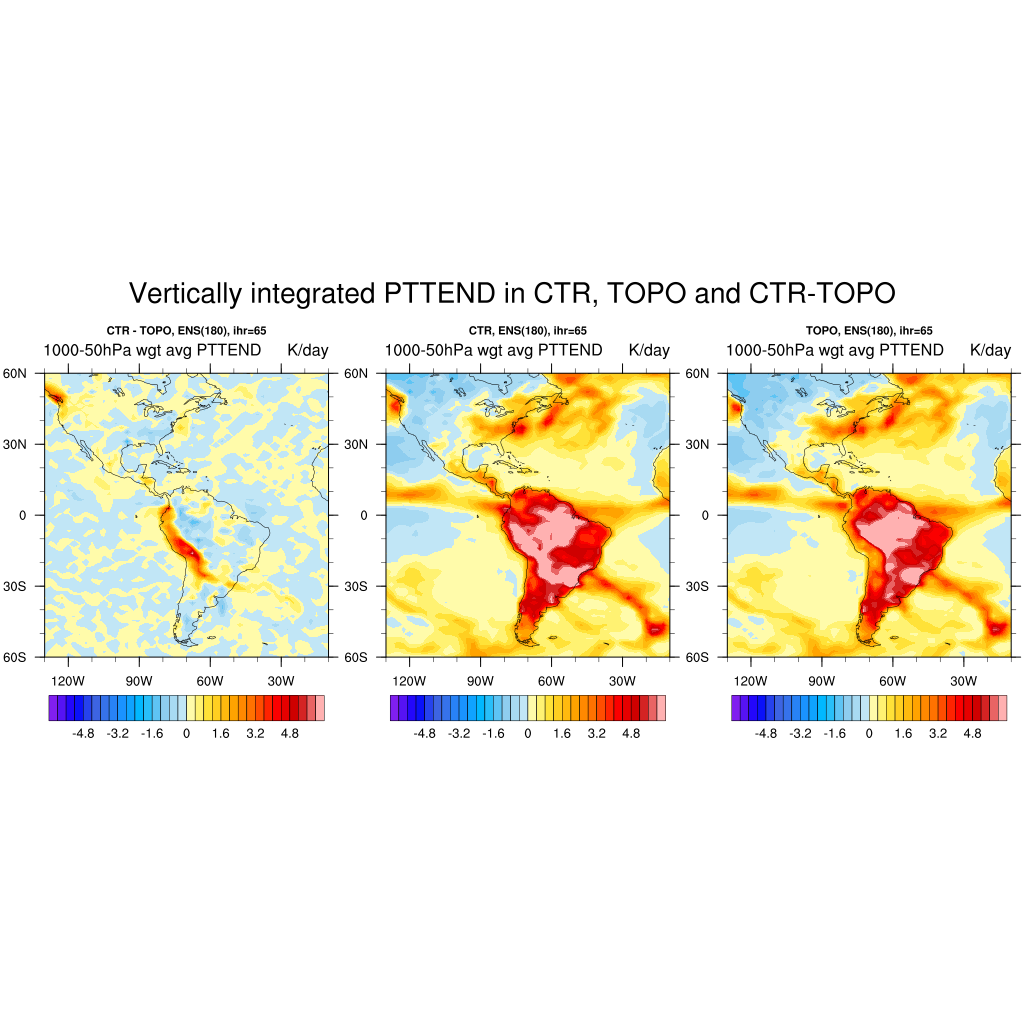 Vertically integrated PTTEND in CTR, TOPO and CTR-TOPO
CTR - TOPO, ENS(180), ihr=65
1000-50hPa wgt avg PTTEND K/day
60N
30N
0
30S
60S
120W 90W 60W 30W
-4.8 -3.2 -1.6 0 1.6 3.2 4.8
CTR, ENS(180), ihr=65
1000-50hPa wgt avg PTTEND K/day
60N
30N
0
30S
60S
120W 90W 60W 30W
-4.8 -3.2 -1.6 0 1.6 3.2 4.8
TOPO, ENS(180), ihr=65
1000-50hPa wgt avg PTTEND K/day
60N
30N
0
30S
60S
120W 90W 60W 30W
-4.8 -3.2 -1.6 0 1.6 3.2 4.8